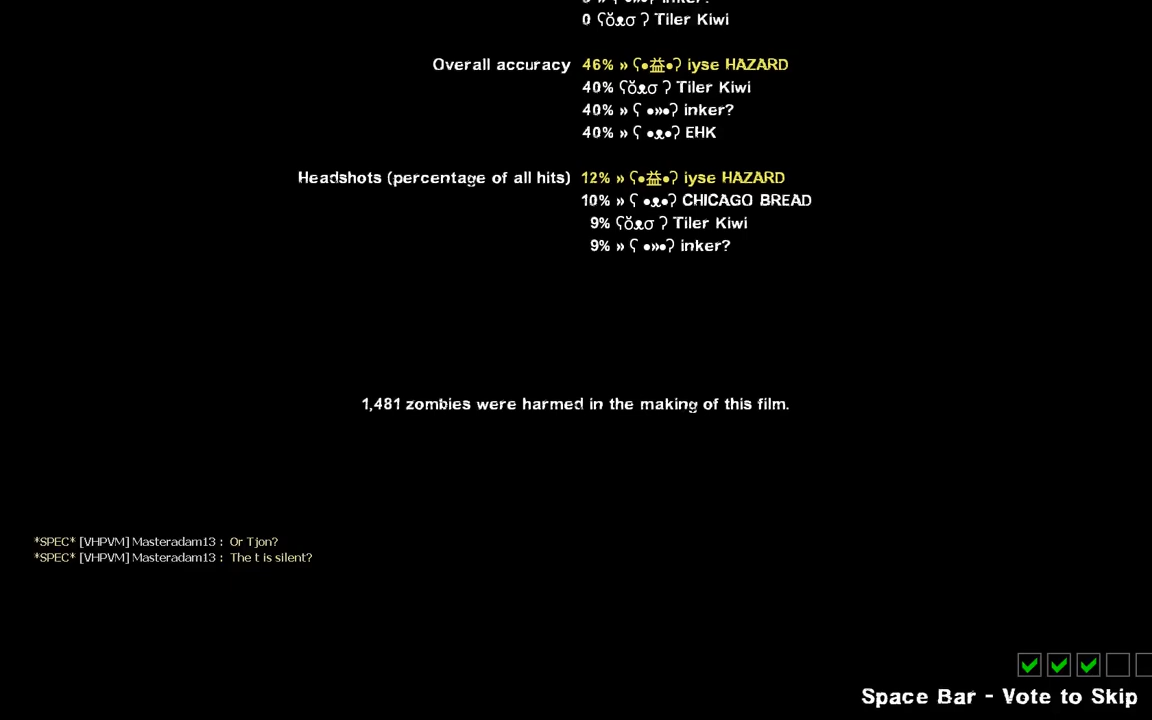 0 ʕŏᴥσ ʔ Tiler Kiwi
Overall accuracy 46% » ʕ•益•ʔ iyse HAZARD
40% ʕŏᴥσ ʔ Tiler Kiwi
40% » ʕ •»•ʔ inker?
40% » ʕ •ᴥ•ʔ EHK
Headshots (percentage of all hits) 12% » ʕ•益•ʔ iyse HAZARD
10% » ʕ •ᴥ•ʔ CHICAGO BREAD
9% ʕŏᴥσ ʔ Tiler Kiwi
9% » ʕ •»•ʔ inker?
1,481 zombies were harmed in the making of this film.
*SPEC* [VHPVM] Masteradam13 : Or Tjon?
*SPEC* [VHPVM] Masteradam13 : The t is silent?
Space Bar - Vote to Skip